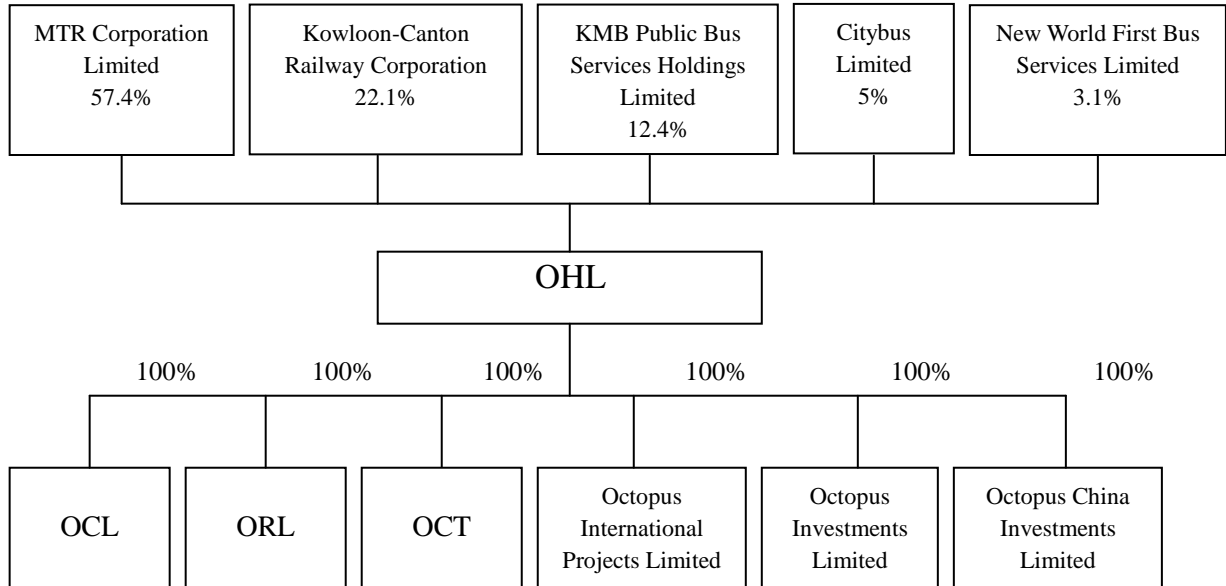 MTR Corporation
Limited
57.4%
Kowloon-Canton
Railway Corporation
22.1%
KMB Public Bus
Services Holdings
Limited
12.4%
Citybus
Limited
5%
New World First Bus
Services Limited
3.1%
OHL
100%
100%
100%
100%
100%
100%
OCL
ORL
OCT
Octopus
International
Projects Limited
Octopus
Investments
Limited
Octopus China
Investments
Limited